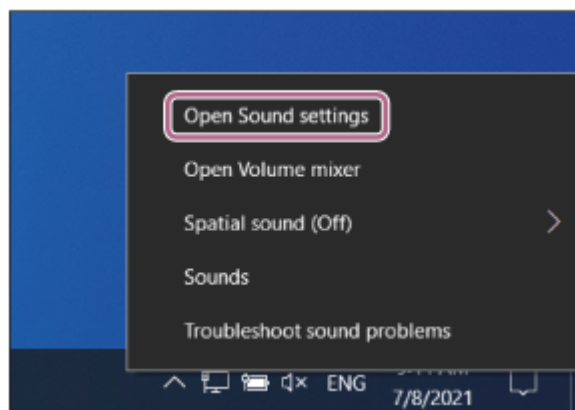 Open Sound settings
Open Volume mixer
Spatial sound (Off)
Sounds
Troubleshoot sound problems
ENG
7/8/2021